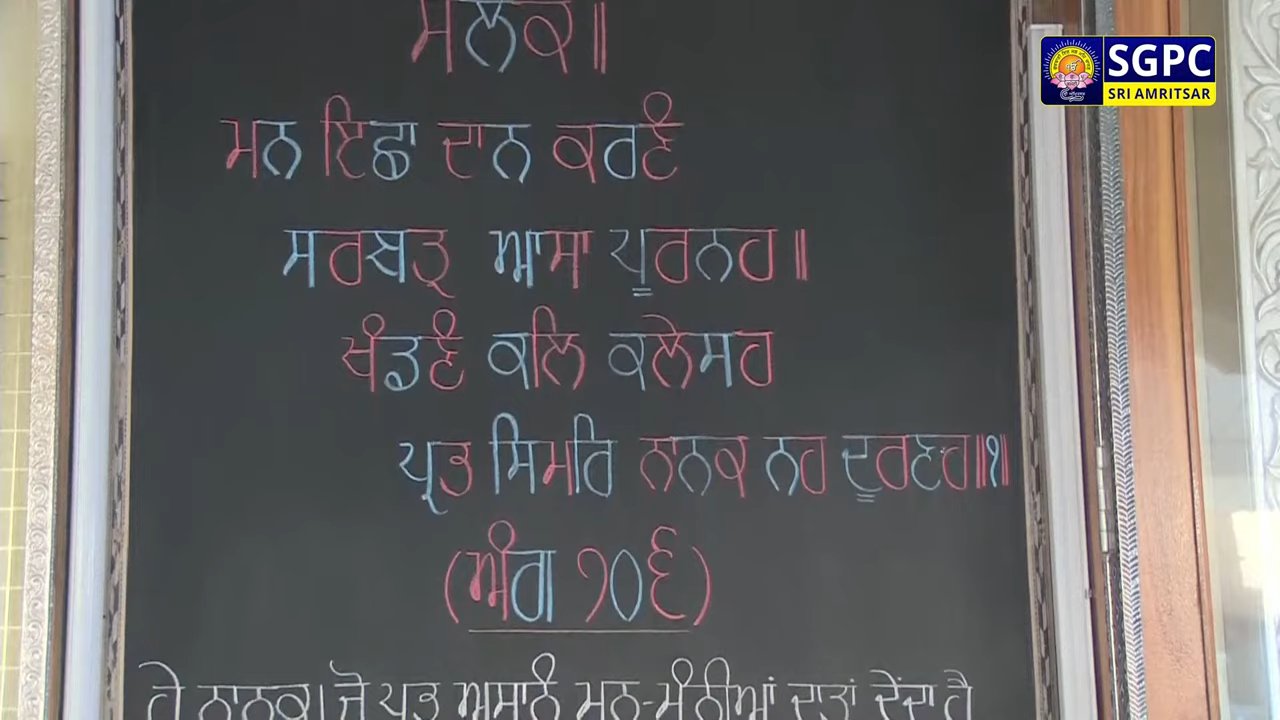 ਸਲੋਕ॥
ਮਨ ਇਛਾ ਦਾਨ ਕਰਣੰ
ਸਰਬਤ੍ਰ ਆਸਾ ਪੂਰਨਹ॥
ਖੰਡਣੰ ਕਲਿ ਕਲੇਸਹ
ਪ੍ਰਭ ਸਿਮਰਿ ਨਾਨਕ ਨਹ ਦੂਰਣਹ॥੧॥
(ਅੰਗ ੭੦੬)
ਹੇ ਨਾਨਕ। ਜੋ ਪ੍ਰਭ ਅਸਾਨੂੰ ਮਨ-ਮੰਨੀਆਂ ਦਾਤਾਂ ਦੇਂਦਾ ਹੈ
SGPC
SRI AMRITSAR